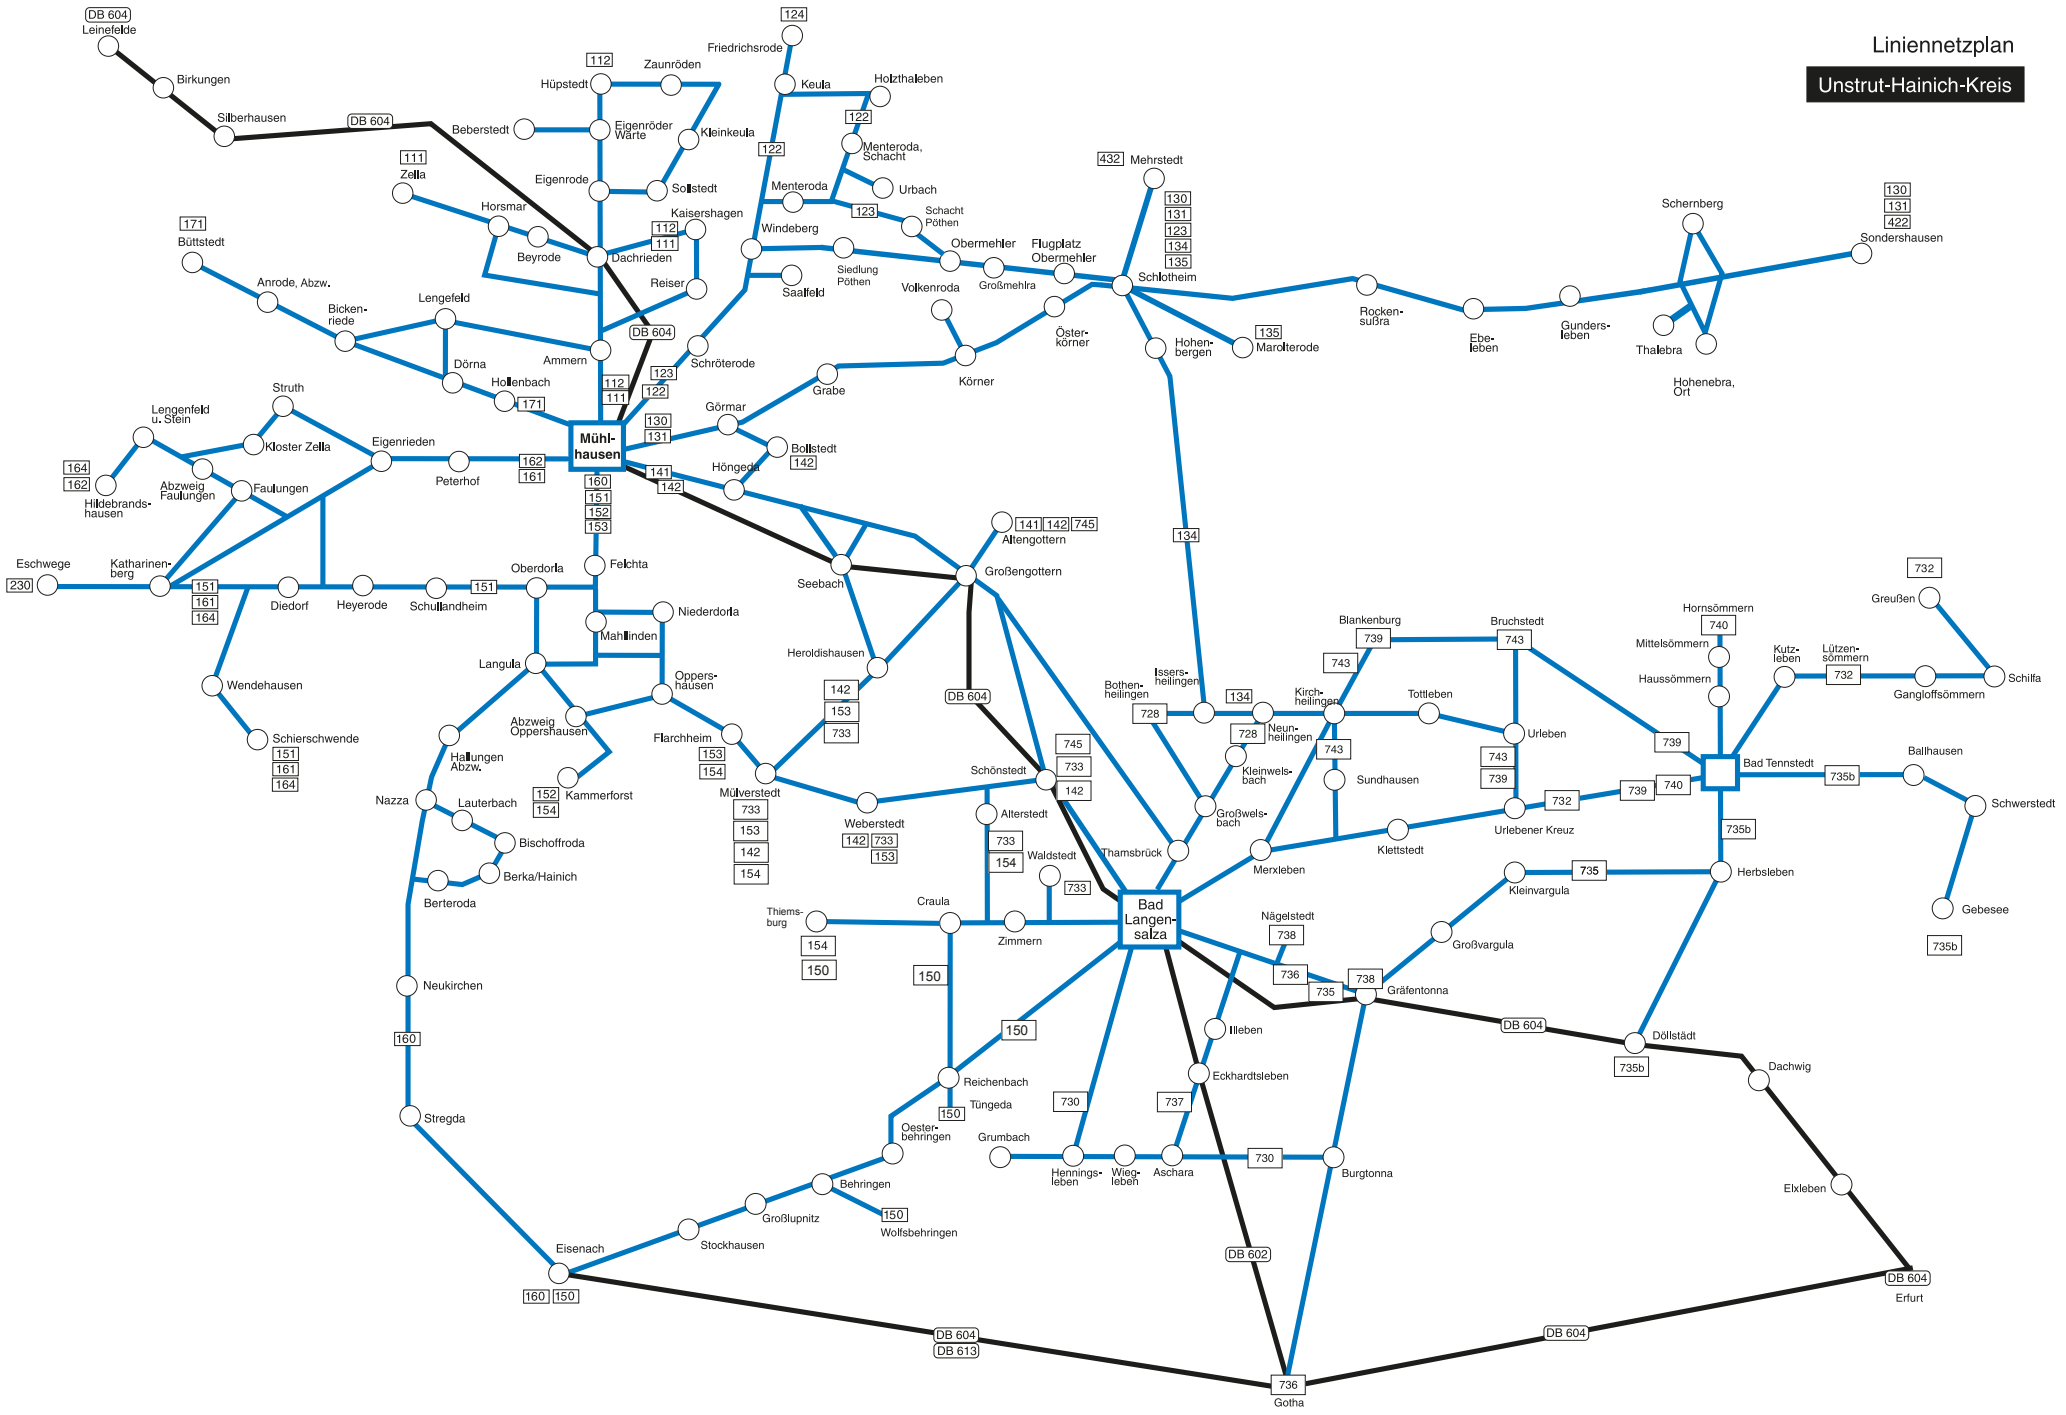 Liniennetzplan
Unstrut-Hainich-Kreis
DB 604
Leinefelde
Birkungen
Silberhausen
DB 604
112
Hüpstedt
Zaunröden
Beberstedt
Eigenröder
Warte
Kleinkeula
Eigenrode
Sollstedt
124
Friedrichsrode
Keula
Holzthaleben
122
122
Menteroda,
Schacht
Urbach
Menteroda
123
Schacht
Pöthen
111
Zella
Horsmar
Beyrode
Dachrieden
112
111
Kaisershagen
Reiser
Windeberg
Saalfeld
Siedlung
Pöthen
Obermehler
Großmehlra
Flugplatz
Obermehler
432
Mehrstedt
130
131
123
134
135
Schlotheim
Schernberg
130
131
422
Sondershausen
171
Büttstedt
Anrode, Abzw.
Bicken-
riede
Lengefeld
Dörna
Hollenbach
171
Ammern
DB 604
Schröterode
123
122
112
111
Volkenroda
Körner
Öster-
körner
Grabe
Hohen-
bergen
135
Marolterode
Rocken-
sußra
Ebe-
leben
Gunders-
leben
Thalebra
Hohenebra,
Ort
Struth
Lengenfeld
u. Stein
Kloster Zella
164
162
Hildebrands-
hausen
Abzweig
Faulungen
Faulungen
Eigenrieden
Peterhof
162
161
Mühl-
hausen
130
131
Görmar
Bollstedt
142
141
142
Höngeda
160
151
152
153
Felchta
Eschwege
230
Katharinen-
berg
151
161
164
Diedorf
Heyerode
Schullandheim
151
Oberdorla
Niederdorla
Mahllinden
Langula
Oppers-
hausen
Abzweig
Oppershausen
Wendehausen
Schierschwende
151
161
164
Hallungen
Abzw.
Nazza
Lauterbach
Bischoffroda
Berka/Hainich
Berteroda
152
154
Kammerforst
Flarchheim
153
154
Mülverstedt
733
153
142
154
Seebach
141
142
745
Altengottern
Großengottern
Heroldishausen
142
153
733
DB 604
134
Weberstedt
142
733
153
Schönstedt
745
733
142
Alterstedt
733
154
Waldstedt
733
Thamsbrück
Bothen-
heilingen
728
Issers-
heilingen
134
728
Neun-
heilingen
Kleinwels-
bach
Großwels-
bach
Kirch-
heilingen
743
Blankenburg
739
Bruchstedt
743
Tottleben
Urleben
743
739
743
Sundhausen
Merxleben
Klettstedt
732
Urlebener Kreuz
739
740
739
Hornsömmern
740
Mittelsömmern
Haussömmern
Bad Tennstedt
Kutz-
leben
Lützen-
sömmern
732
Gangloffsömmern
Schilfa
732
Greußen
Ballhausen
735b
Schwerstedt
Gebesee
735b
735b
Herbsleben
735
Kleinvargula
Großvargula
Thiems-
burg
154
150
Craula
Zimmern
Bad
Langen-
salza
Nägelstedt
738
736
738
735
Gräfentonna
DB 604
Döllstädt
735b
Dachwig
Elxleben
DB 604
Erfurt
150
150
Neukirchen
160
Stregda
Reichenbach
150
Tüngeda
Oester-
behringen
Behringen
150
Wolfsbehringen
Großlupnitz
Stockhausen
Eisenach
160
150
Illeben
Eckhardtsleben
730
737
Grumbach
Hennings-
leben
Wieg-
leben
Aschara
730
Burgtonna
DB 602
DB 604
DB 613
DB 604
736
Gotha